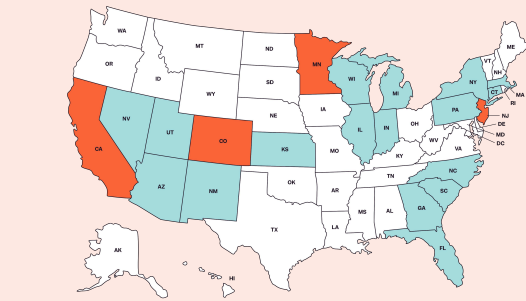 WA
MT
ND
MN
ME
OR
ID
SD
WI
VT
NH
NY
WY
MI
MA
CT
RI
IA
NE
PA
NJ
NV
UT
CO
IL
IN
OH
DE
MD
DC
CA
KS
MO
WV
VA
KY
AZ
NM
OK
TN
NC
AR
SC
MS
AL
GA
TX
LA
FL
AK
HI